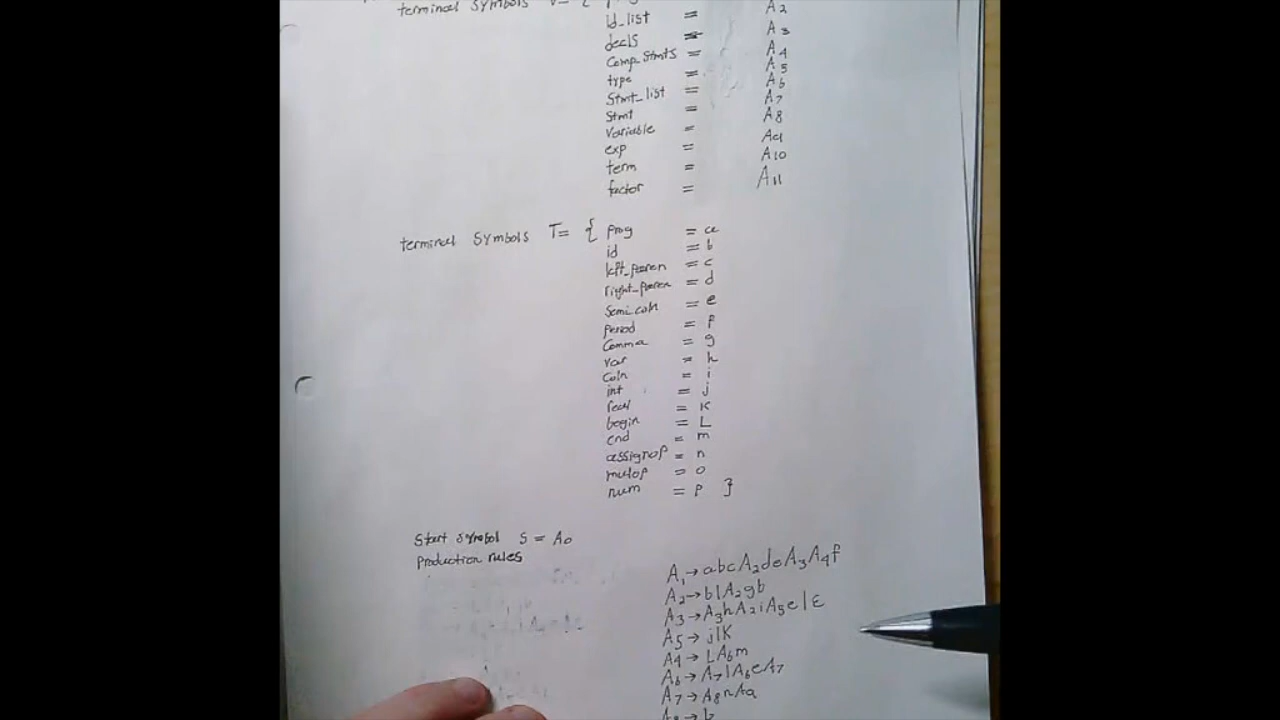 terminal symbols V= {
id_list = A2
decls = A3
Comp_Stmts = A4
type = A5
Stmt_list = A6
Stmt = A7
Variable = A8
exp = A9
term = A10
factor = A11
terminal symbols T= { prog = a
id = b
left_paren = c
right_paren = d
Semi_coln = e
period = f
Comma = g
var = h
Coln = i
int = j
real = K
begin = L
end = m
assignop = n
mulop = o
num = p }
Start symbol S = A0
Production rules
A1→abcA2deA3A4f
A2→b|A2gb
A3→A3hA2iA5e|ε
A5→j|K
A4→LA6m
A6→A7|A6eA7
A7→A8nA9
A8→b